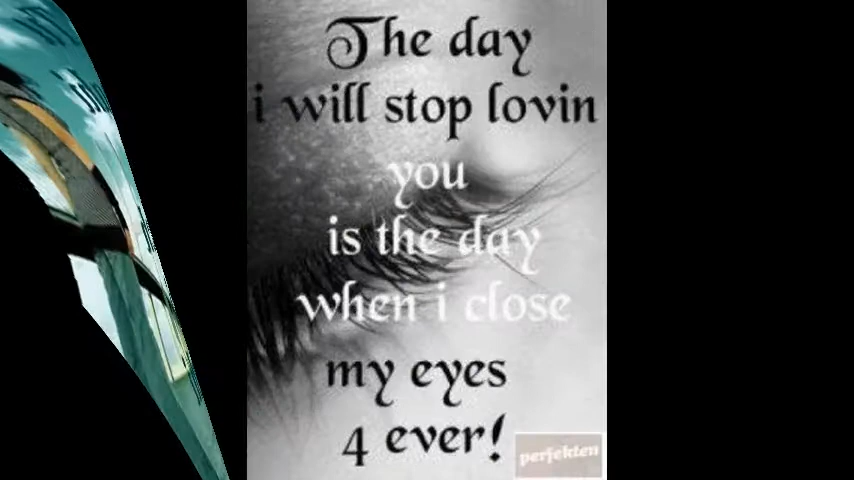 The day
i will stop lovin
you
is the day
when i close
my eyes
4 ever!
perfekten